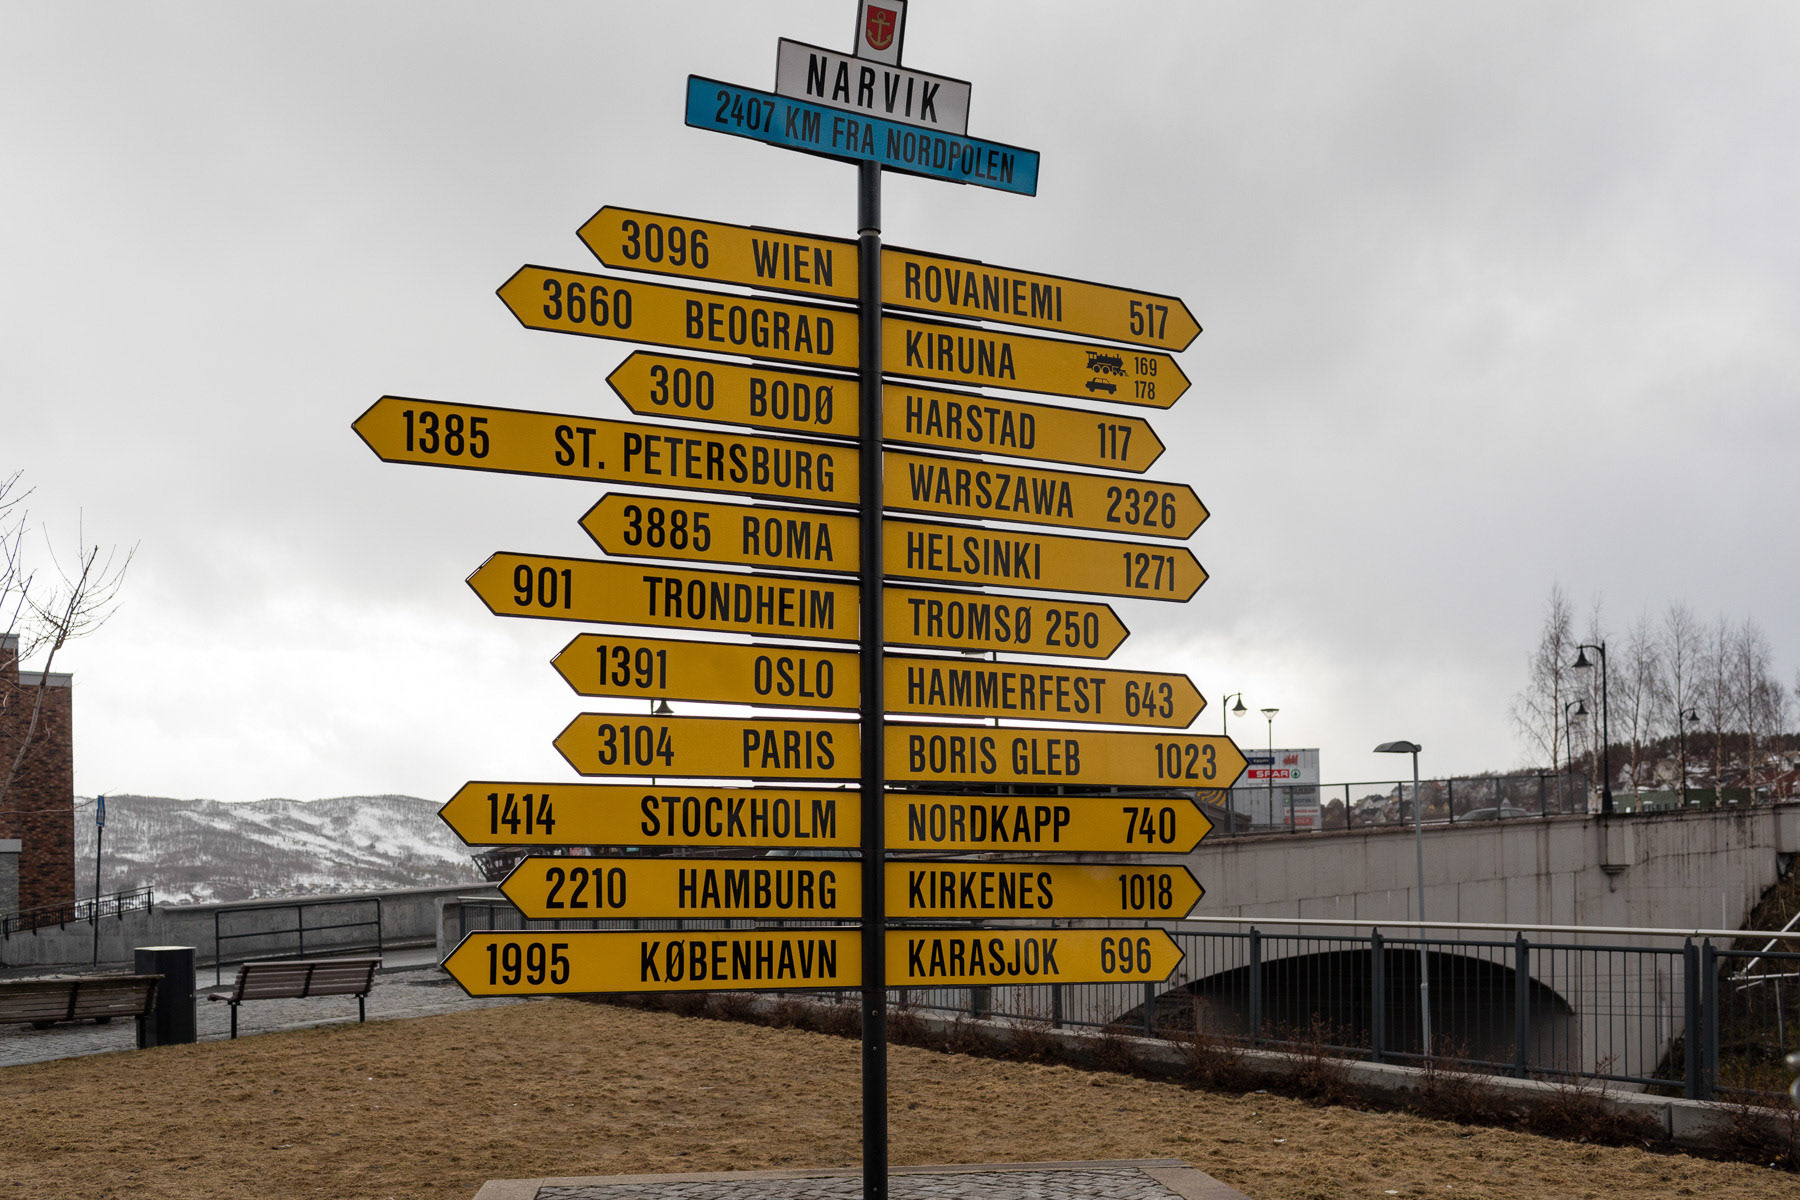 NARVIK
2407 KM FRA NORDPOLEN
3096 WIEN
ROVANIEMI 517
3660 BEOGRAD
KIRUNA 169
178
300 BODØ
HARSTAD 117
1385 ST. PETERSBURG
WARSZAWA 2326
3885 ROMA
HELSINKI 1271
901 TRONDHEIM
TROMSØ 250
1391 OSLO
HAMMERFEST 643
3104 PARIS
BORIS GLEB 1023
SPAR
1414 STOCKHOLM
NORDKAPP 740
2210 HAMBURG
KIRKENES 1018
1995 KØBENHAVN
KARASJOK 696